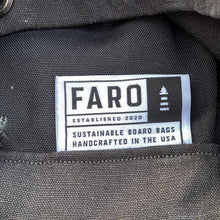 FARO
ESTABLISHED 2020
SUSTAINABLE BOARD BAGS
HANDCRAFTED IN THE USA